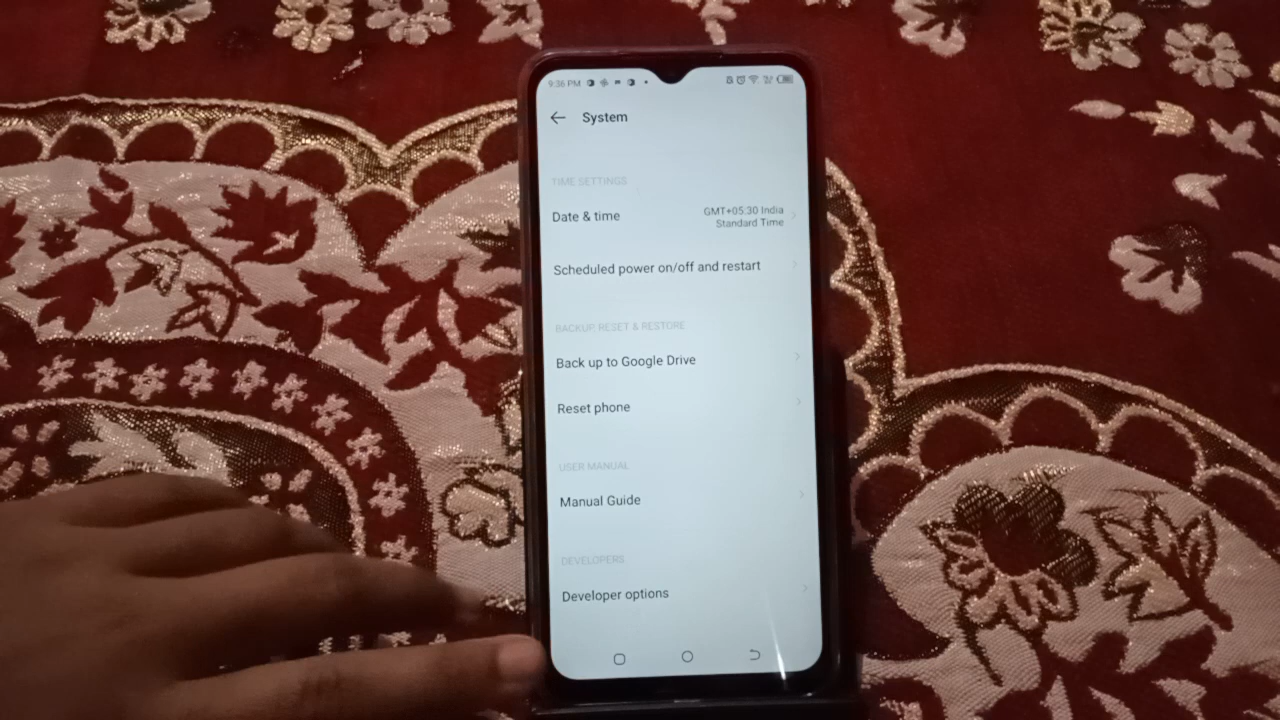 9:36 PM
System
TIME SETTINGS
Date & time
GMT+05:30 India
Standard Time
Scheduled power on/off and restart
BACKUP, RESET & RESTORE
Back up to Google Drive
Reset phone
USER MANUAL
Manual Guide
DEVELOPERS
Developer options